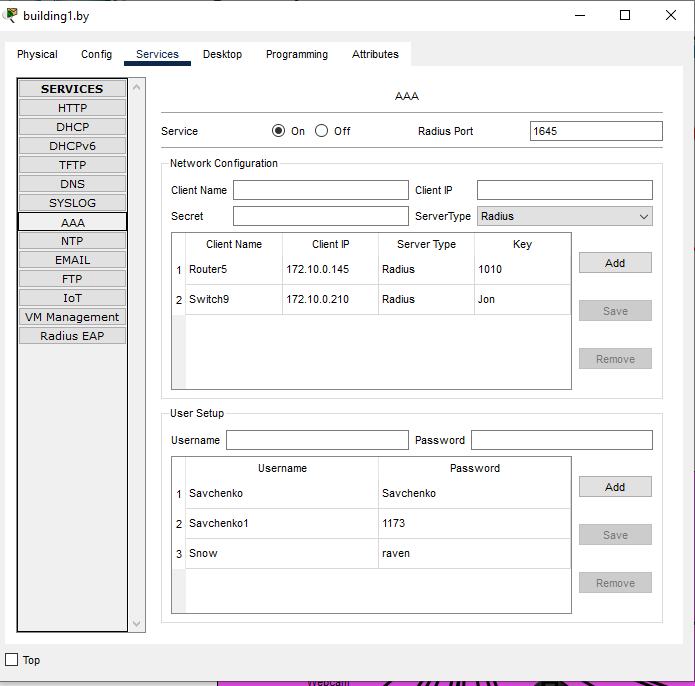 building1.by
Physical Config Services Desktop Programming Attributes
SERVICES
HTTP
DHCP
DHCPv6
TFTP
DNS
SYSLOG
AAA
NTP
EMAIL
FTP
IoT
VM Management
Radius EAP
AAA
Service On Off Radius Port 1645
Network Configuration
Client Name Client IP
Secret ServerType Radius
Client Name Client IP Server Type Key
1 Router5 172.10.0.145 Radius 1010
2 Switch9 172.10.0.210 Radius Jon
Add
Save
Remove
User Setup
Username Password
Username Password
1 Savchenko Savchenko
2 Savchenko1 1173
3 Snow raven
Add
Save
Remove
Top
Webcam